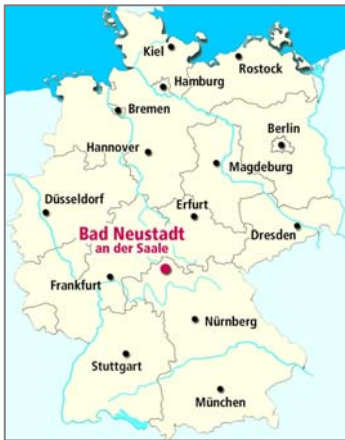 Kiel
Rostock
Hamburg
Bremen
Berlin
Hannover
Magdeburg
Düsseldorf
Erfurt
Bad Neustadt
an der Saale
Dresden
Frankfurt
Nürnberg
Stuttgart
München